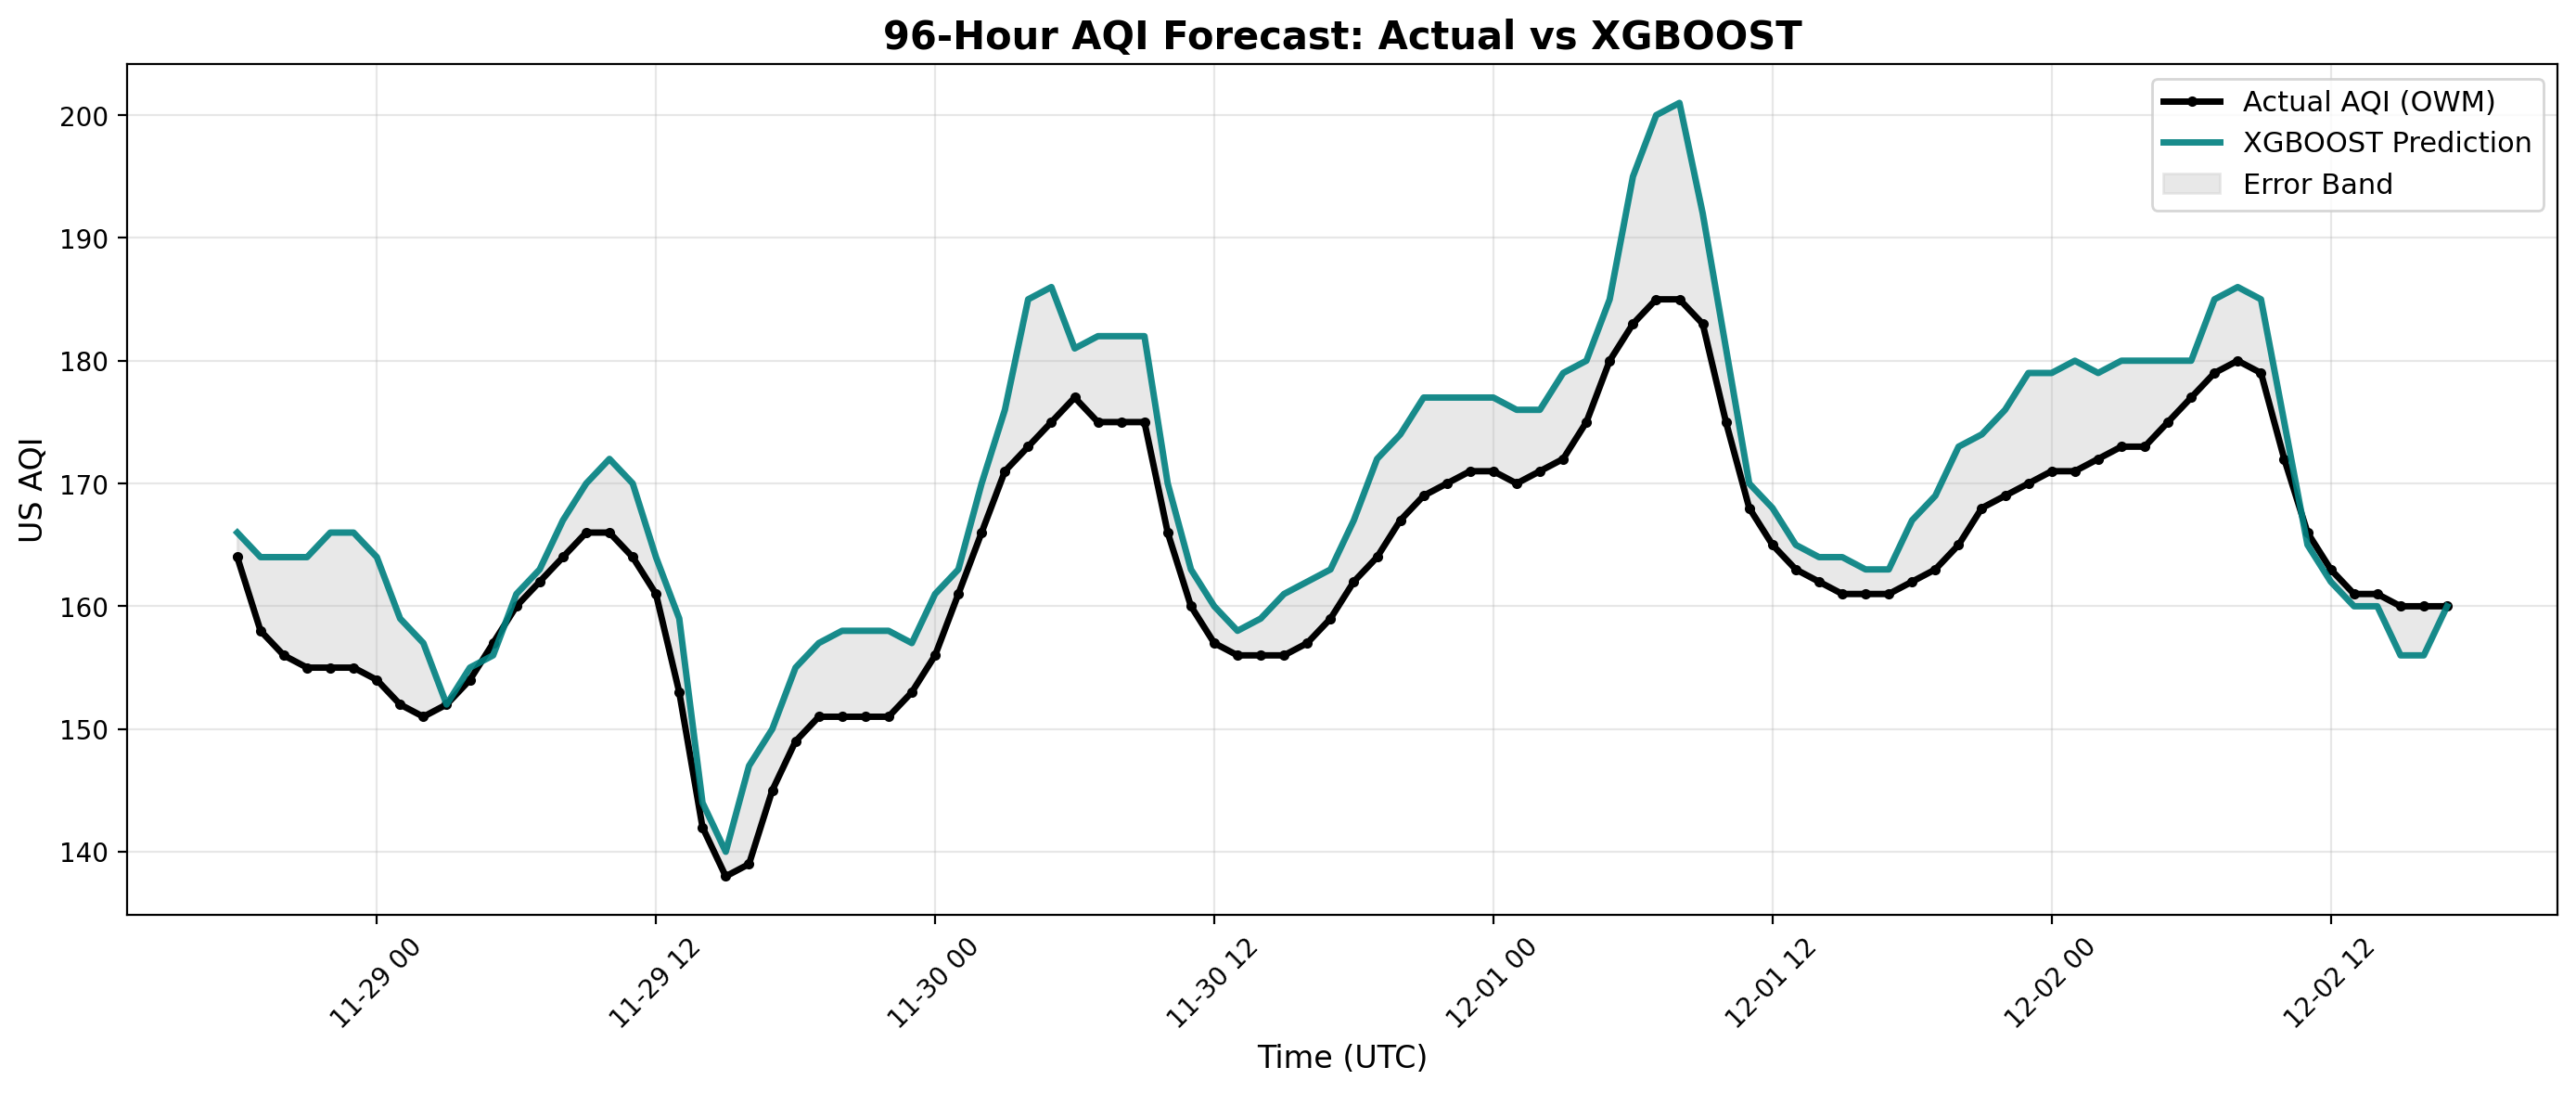 96-Hour AQI Forecast: Actual vs XGBOOST
Actual AQI (OWM)
XGBOOST Prediction
Error Band
US AQI
200
190
180
170
160
150
140
11-29 00
11-29 12
11-30 00
11-30 12
12-01 00
12-01 12
12-02 00
12-02 12
Time (UTC)